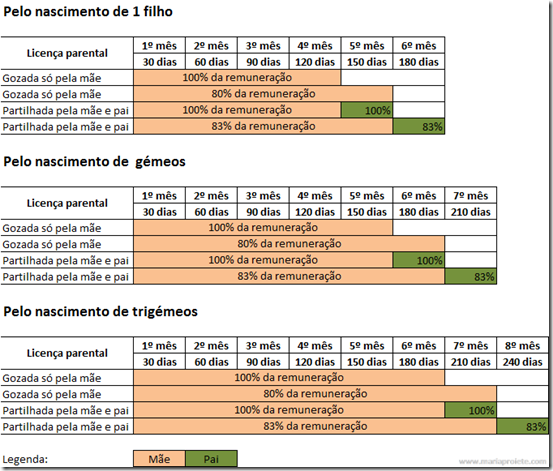 Pelo nascimento de 1 filho
Licença parental 1º mês 2º mês 3º mês 4º mês 5º mês 6º mês
30 dias 60 dias 90 dias 120 dias 150 dias 180 dias
Gozada só pela mãe 100% da remuneração
Gozada só pela mãe 80% da remuneração
Partilhada pela mãe e pai 100% da remuneração 100%
Partilhada pela mãe e pai 83% da remuneração 83%
Pelo nascimento de gémeos
Licença parental 1º mês 2º mês 3º mês 4º mês 5º mês 6º mês 7º mês
30 dias 60 dias 90 dias 120 dias 150 dias 180 dias 210 dias
Gozada só pela mãe 100% da remuneração
Gozada só pela mãe 80% da remuneração
Partilhada pela mãe e pai 100% da remuneração 100%
Partilhada pela mãe e pai 83% da remuneração 83%
Pelo nascimento de trigémeos
Licença parental 1º mês 2º mês 3º mês 4º mês 5º mês 6º mês 7º mês 8º mês
30 dias 60 dias 90 dias 120 dias 150 dias 180 dias 210 dias 240 dias
Gozada só pela mãe 100% da remuneração
Gozada só pela mãe 80% da remuneração
Partilhada pela mãe e pai 100% da remuneração 100%
Partilhada pela mãe e pai 83% da remuneração 83%
Legenda: Mãe Pai